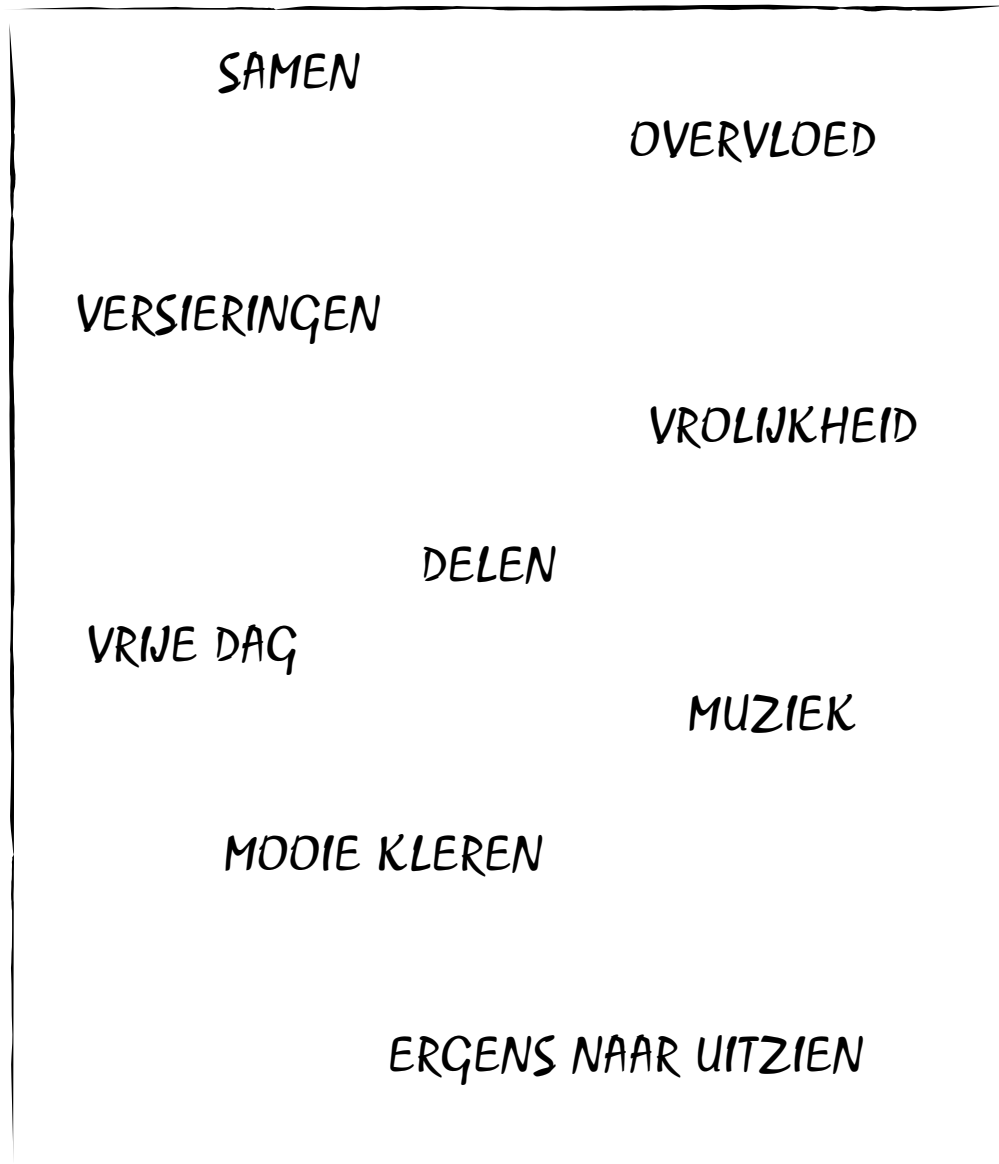 SAMEN
OVERVLOED
VERSIERINGEN
VROLIJKHEID
DELEN
VRIJE DAG
MUZIEK
MOOIE KLEREN
ERGENS NAAR UITZIEN